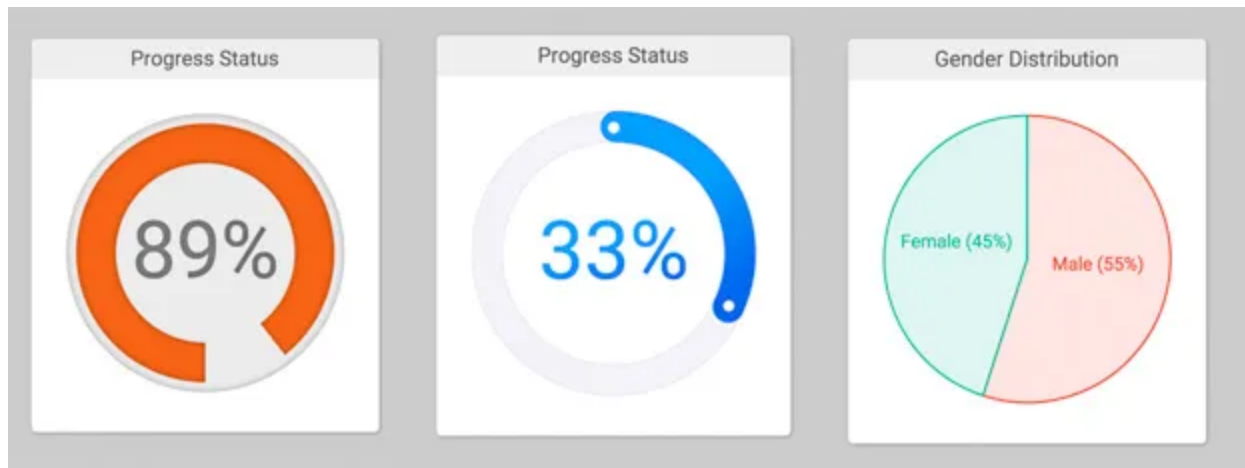 Progress Status
89%
Progress Status
33%
Gender Distribution
Female (45%)
Male (55%)